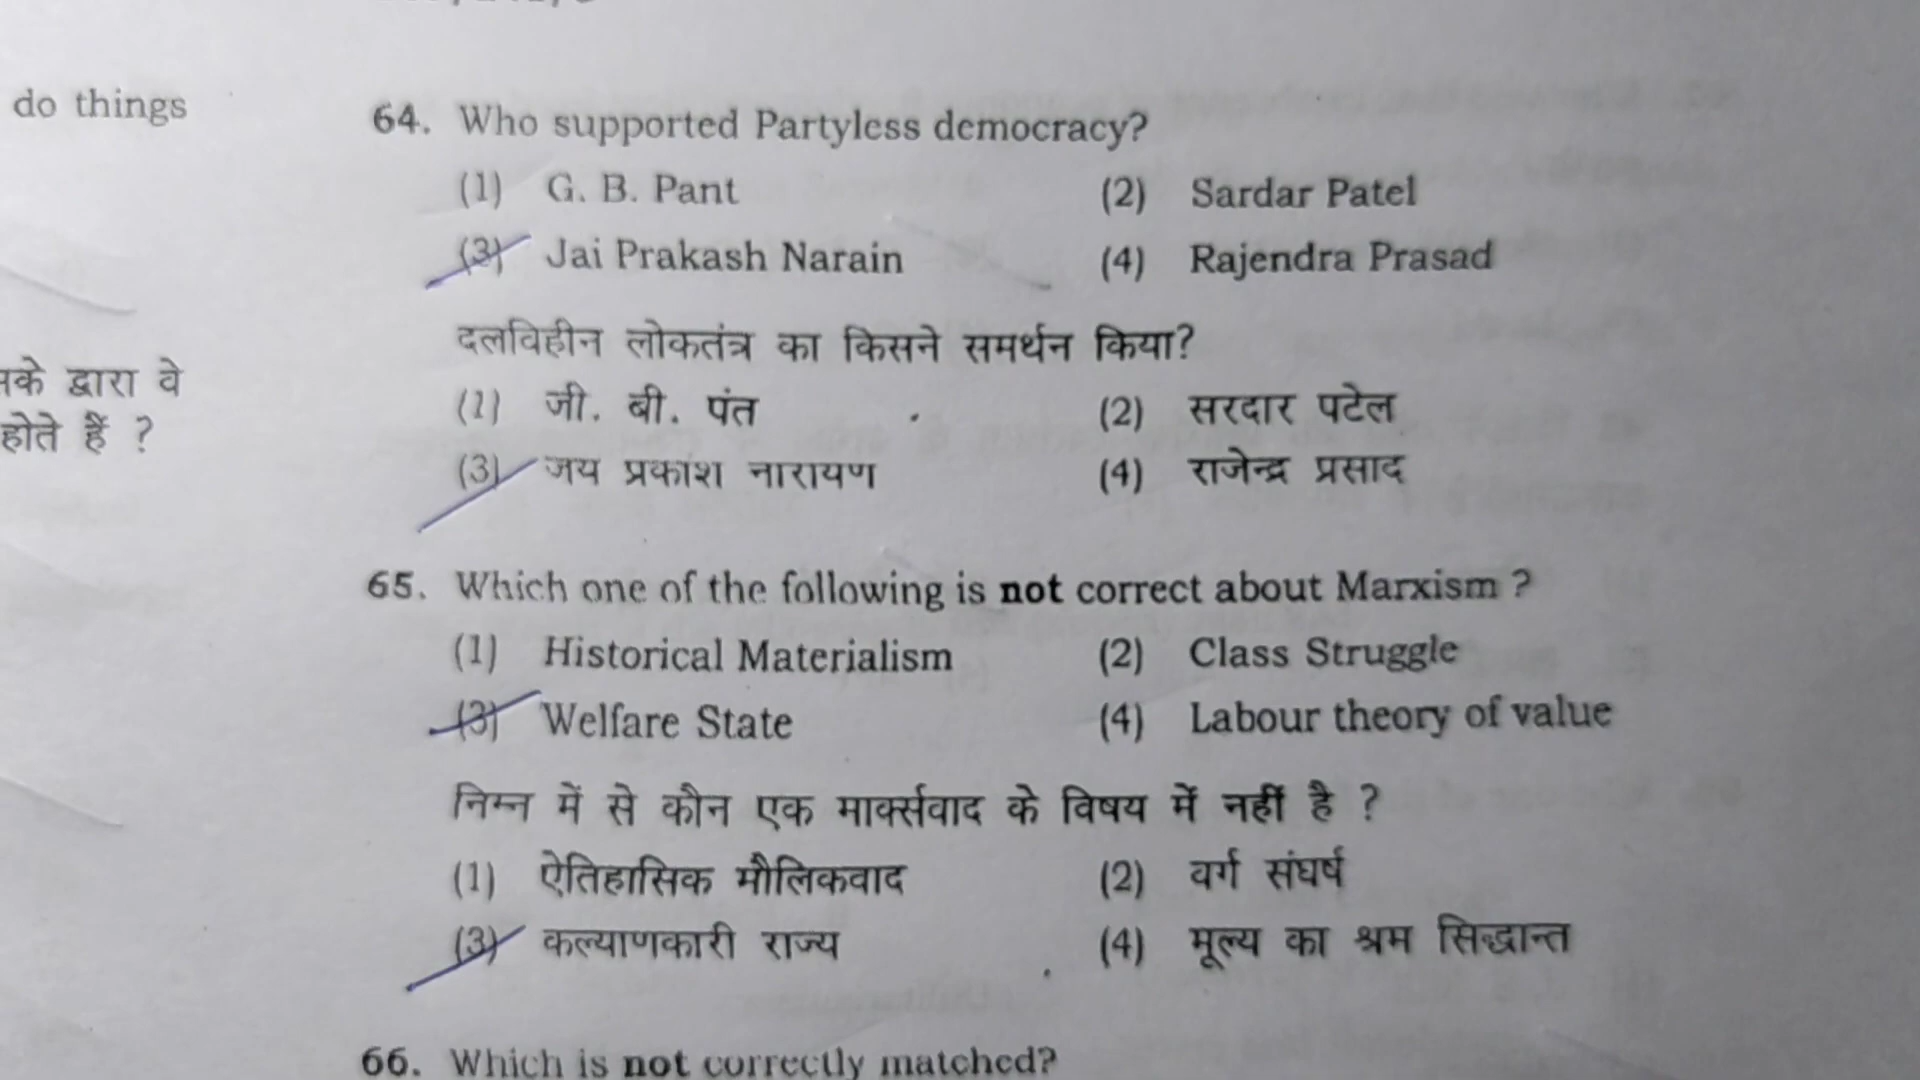 do things
सके द्वारा वे
होते हैं ?
64. Who supported Partyless democracy?
(1) G. B. Pant (2) Sardar Patel
(3) Jai Prakash Narain (4) Rajendra Prasad
दलविहीन लोकतंत्र का किसने समर्थन किया?
(1) जी. बी. पंत (2) सरदार पटेल
(3) जय प्रकाश नारायण (4) राजेन्द्र प्रसाद
65. Which one of the following is not correct about Marxism ?
(1) Historical Materialism (2) Class Struggle
(3) Welfare State (4) Labour theory of value
निम्न में से कौन एक मार्क्सवाद के विषय में नहीं है ?
(1) ऐतिहासिक मौलिकवाद (2) वर्ग संघर्ष
(3) कल्याणकारी राज्य (4) मूल्य का श्रम सिद्धान्त
66. Which is not correctly matched?